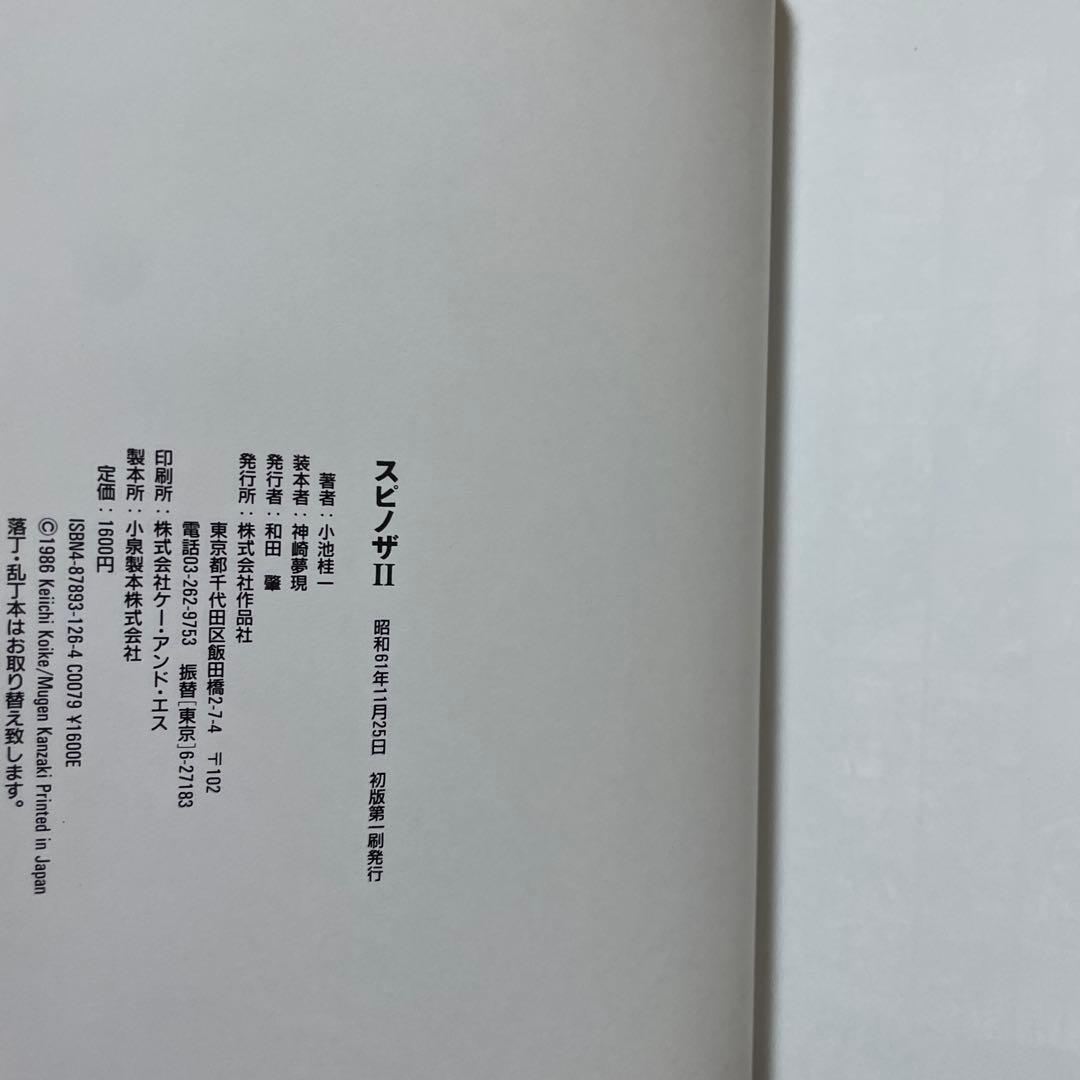 スピノザII 昭和61年11月25日 初版第一刷発行
著者：小池桂一
装本者：神崎夢現
発行者：和田 肇
発行所：株式会社作品社
東京都千代田区飯田橋2-7-4 〒102
電話03-262-9753 振替[東京]6-27183
印刷所：株式会社ケー・アンド・エス
製本所：小泉製本株式会社
定価：1600円
ISBN4-87893-126-4 C0079 ¥1600E
©1986 Keiichi Koike/Mugen Kanzaki Printed in Japan
落丁・乱丁本はお取り替え致します。